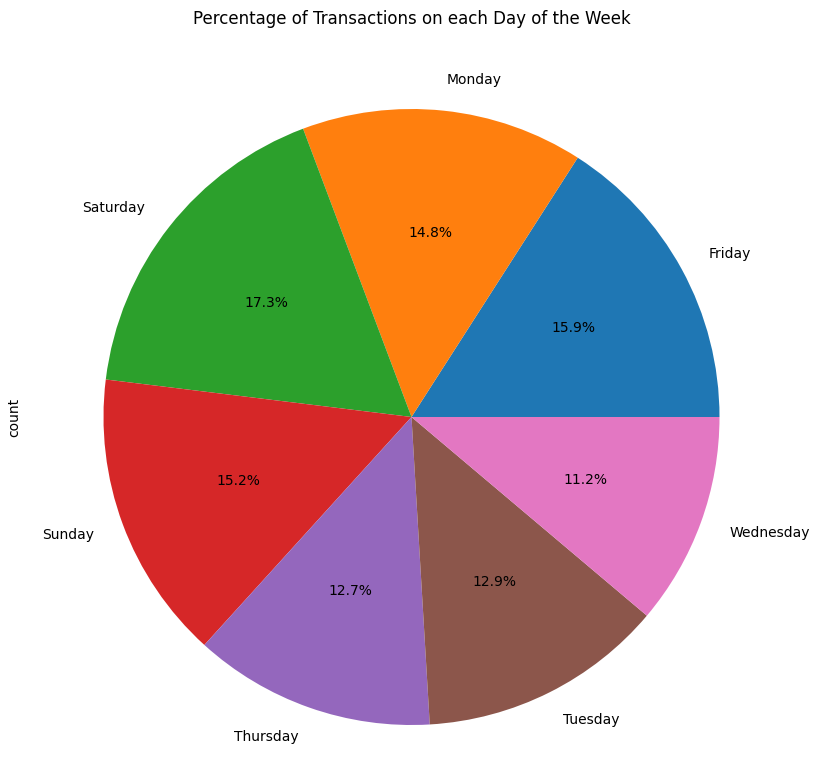 Percentage of Transactions on each Day of the Week
Monday
Saturday
Friday
14.8%
17.3%
15.9%
count
15.2%
11.2%
Sunday
Wednesday
12.7%
12.9%
Thursday
Tuesday